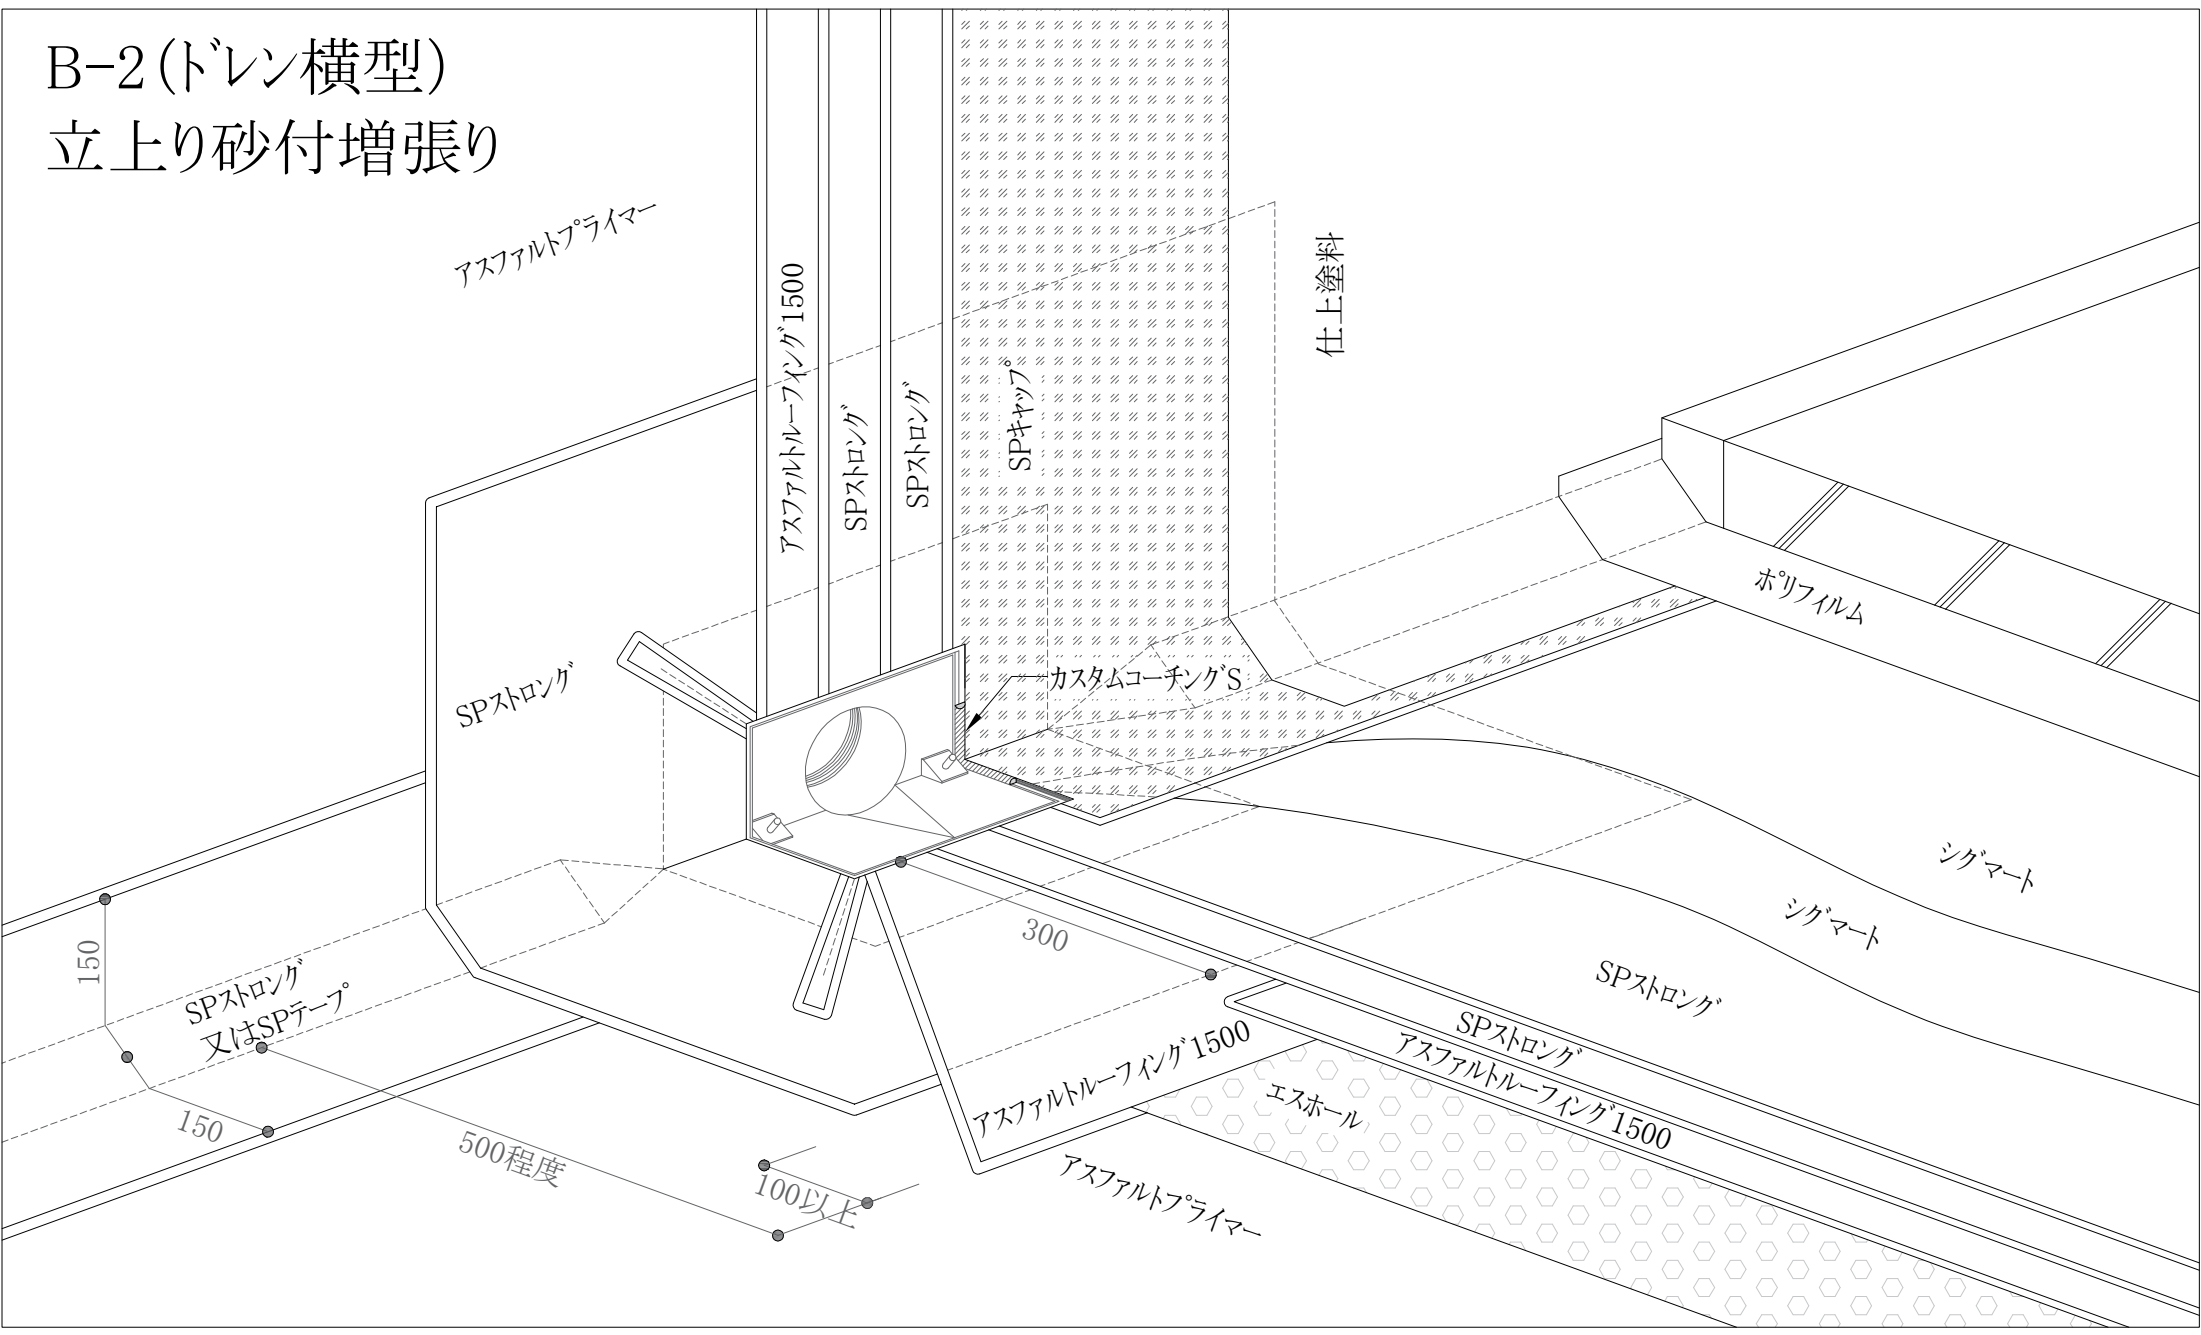 B-2(ドレン横型)
立上り砂付増張り
アスファルトプライマー
アスファルトルーフィング1500
SPストロング
SPストロング
SPキャップ
仕上塗料
ポリフィルム
SPストロング
カスタムコーチングS
シグマート
シグマート
SPストロング
SPストロング
アスファルトルーフィング1500
エスホール
アスファルトルーフィング1500
アスファルトプライマー
SPストロング
又はSPテープ
150
150
300
500程度
100以上